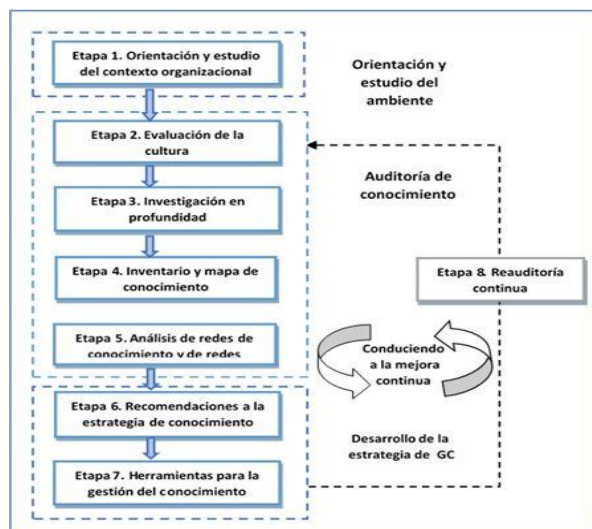 Etapa 1. Orientación y estudio
del contexto organizacional
Orientación y
estudio del
ambiente
Etapa 2. Evaluación de la
cultura
Auditoría de
conocimiento
Etapa 3. Investigación en
profundidad
Etapa 4. Inventario y mapa de
conocimiento
Etapa 8. Reauditoría
continua
Etapa 5. Análisis de redes de
conocimiento y de redes
Conduciendo
a la mejora
continua
Etapa 6. Recomendaciones a la
estrategia de conocimiento
Desarrollo de la
estrategia de GC
Etapa 7. Herramientas para la
gestión del conocimiento